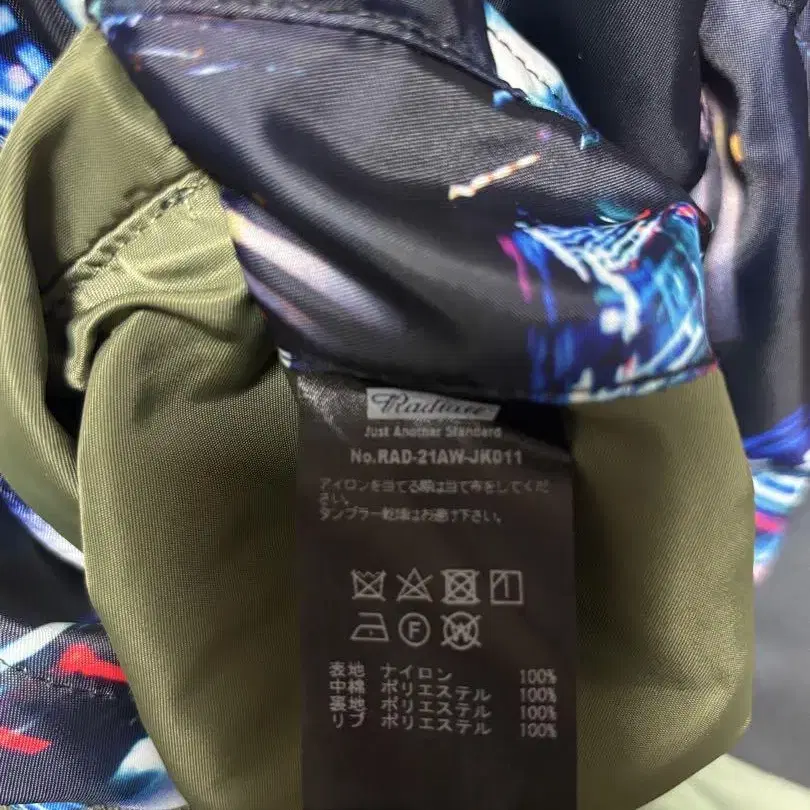 Radiall
Just Another Standard
No.RAD-21AW-JK011
アイロンを当てる際は当て布をしてくだ
さい。
タンブラー乾燥はお避け下さい。
F W
表地 ナイロン 100%
中綿 ポリエステル 100%
裏地 ポリエステル 100%
リブ ポリエステル 100%